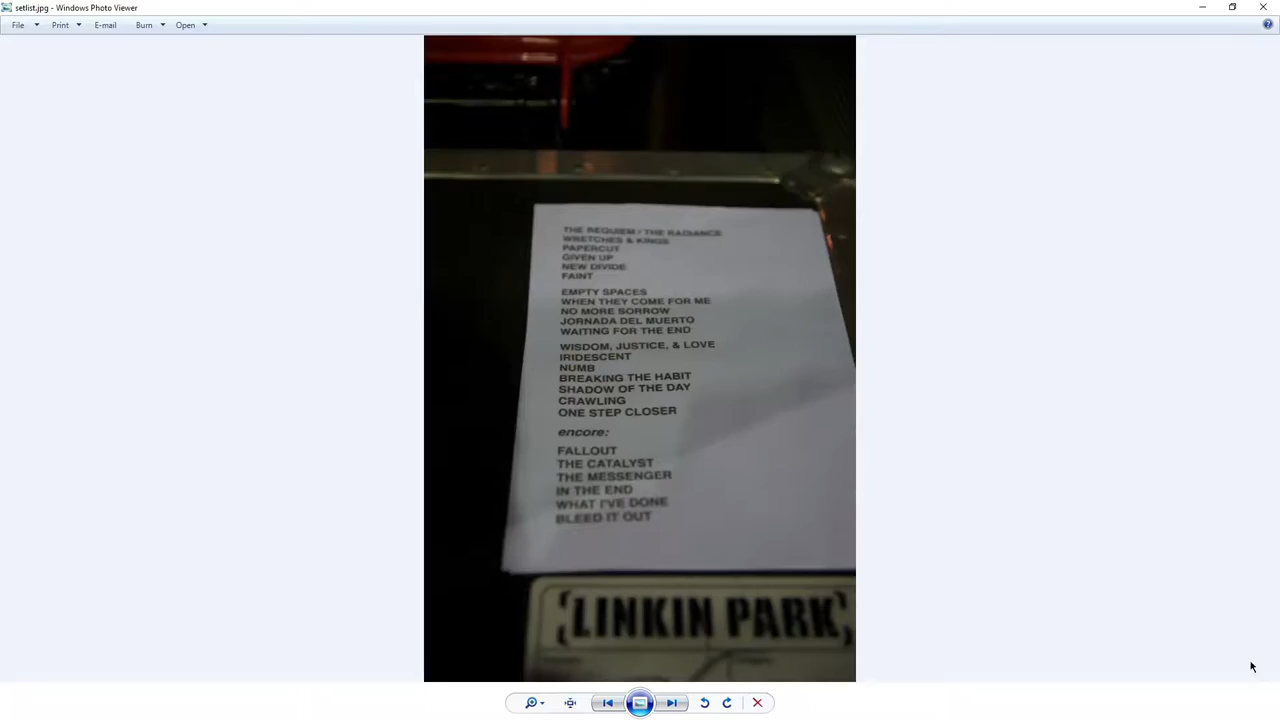 setlist.jpg - Windows Photo Viewer
File Print E-mail Burn Open
THE REQUIEM / THE RADIANCE
WRETCHES & KINGS
PAPERCUT
GIVEN UP
NEW DIVIDE
FAINT
EMPTY SPACES
WHEN THEY COME FOR ME
NO MORE SORROW
JORNADA DEL MUERTO
WAITING FOR THE END
WISDOM, JUSTICE, & LOVE
IRIDESCENT
NUMB
BREAKING THE HABIT
SHADOW OF THE DAY
CRAWLING
ONE STEP CLOSER
encore:
FALLOUT
THE CATALYST
THE MESSENGER
IN THE END
WHAT I'VE DONE
BLEED IT OUT
LINKIN PARK